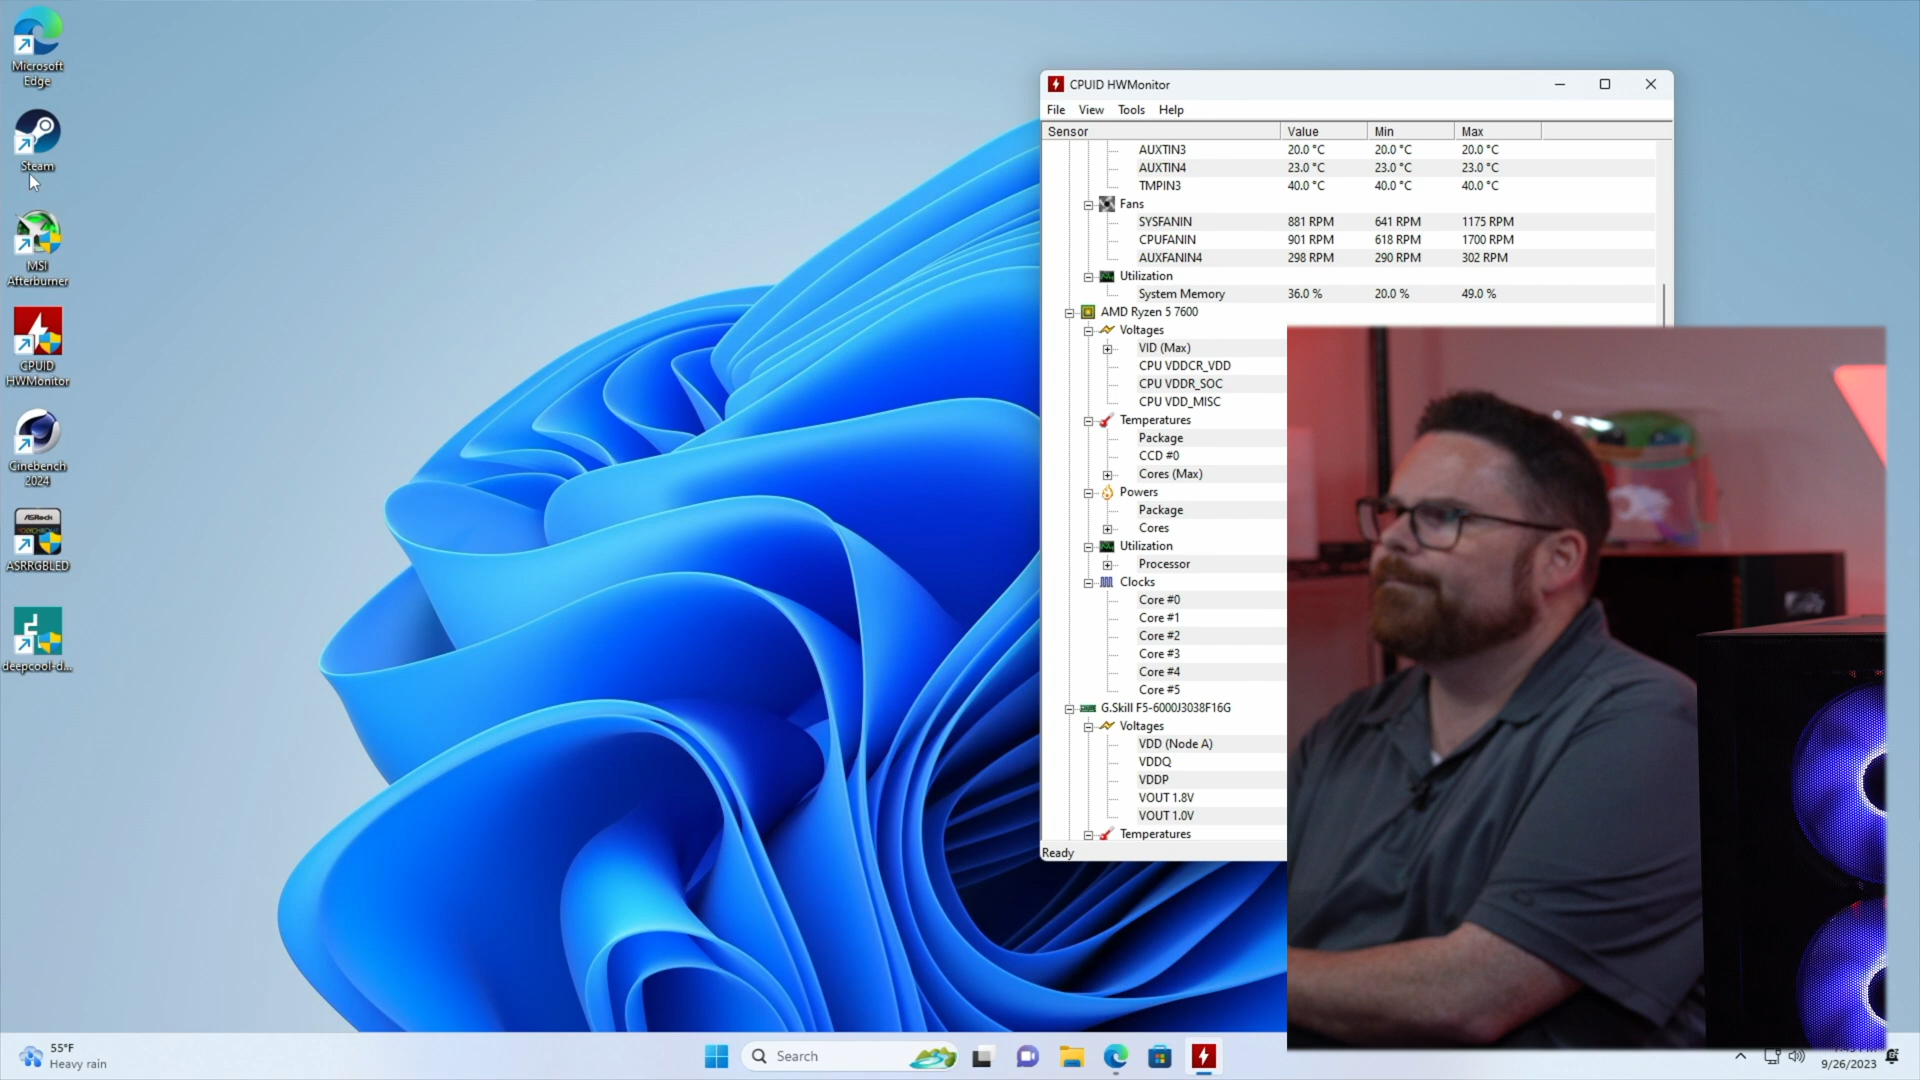 Microsoft
Edge
Steam
MSI
Afterburner
CPUID
HWMonitor
Cinebench
2024
ASRock
ASRRGBLED
deepcool-d...
CPUID HWMonitor
File View Tools Help
Sensor Value Min Max
AUXTIN3 20.0 °C 20.0 °C 20.0 °C
AUXTIN4 23.0 °C 23.0 °C 23.0 °C
TMPIN3 40.0 °C 40.0 °C 40.0 °C
Fans
SYSFANIN 881 RPM 641 RPM 1175 RPM
CPUFANIN 901 RPM 618 RPM 1700 RPM
AUXFANIN4 298 RPM 290 RPM 302 RPM
Utilization
System Memory 36.0 % 20.0 % 49.0 %
AMD Ryzen 5 7600
Voltages
VID (Max)
CPU VDDCR_VDD
CPU VDDR_SOC
CPU VDD_MISC
Temperatures
Package
CCD #0
Cores (Max)
Powers
Package
Cores
Utilization
Processor
Clocks
Core #0
Core #1
Core #2
Core #3
Core #4
Core #5
G.Skill F5-6000J3038F16G
Voltages
VDD (Node A)
VDDQ
VDDP
VOUT 1.8V
VOUT 1.0V
Temperatures
Ready
55°F
Heavy rain
Search
9/26/2023